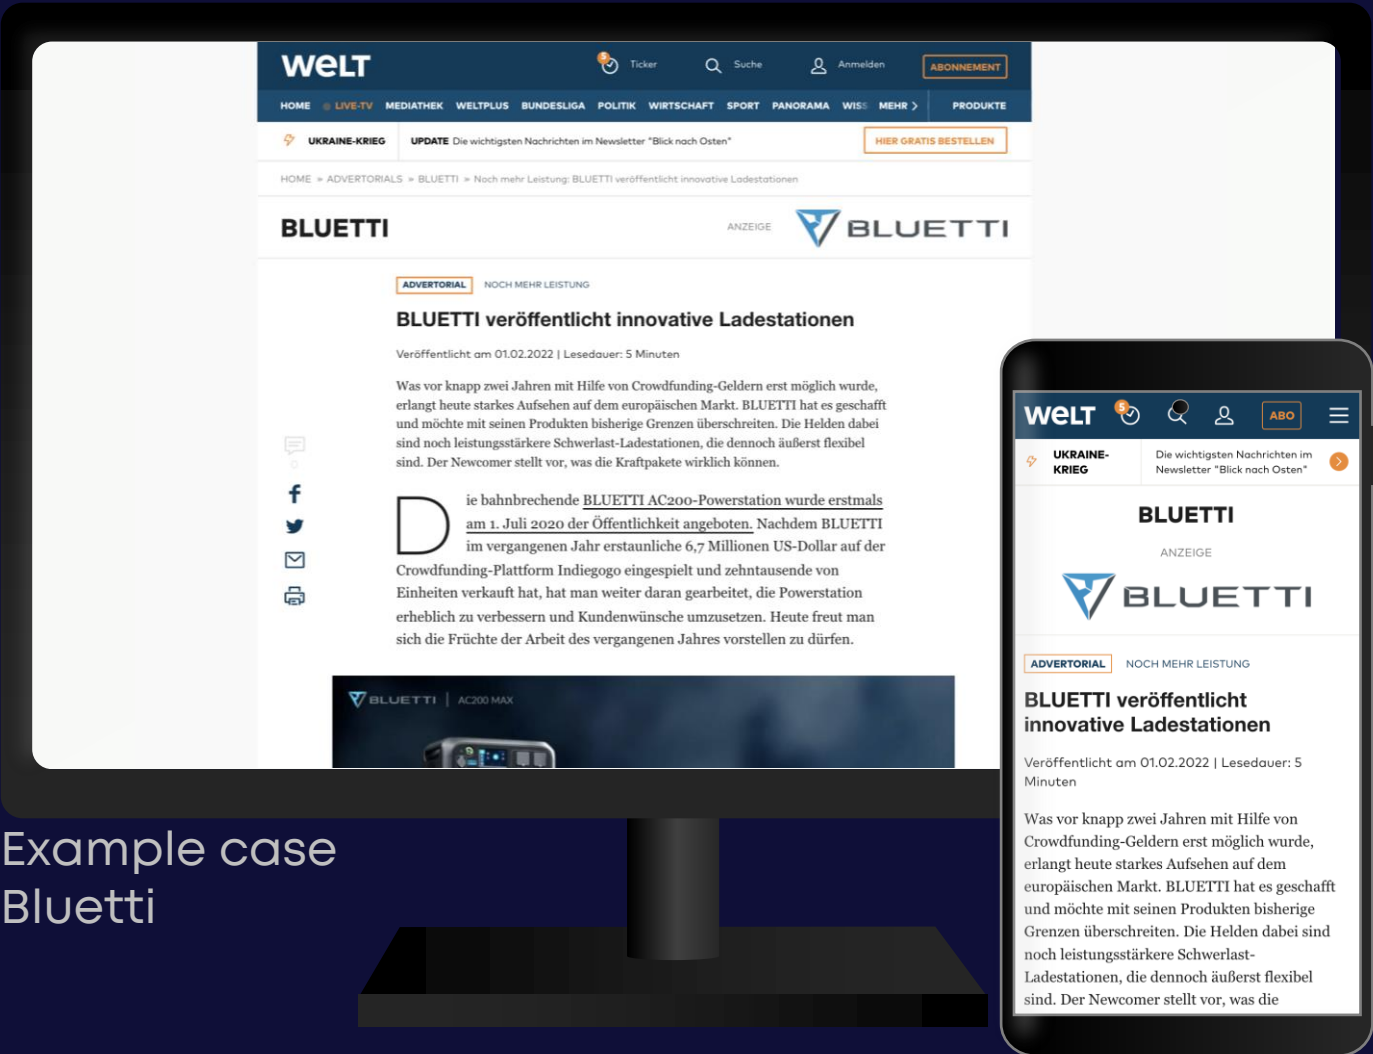 WELT
5
Ticker
Suche
Anmelden
ABONNEMENT
HOME LIVE-TV MEDIATHEK WELTPLUS BUNDESLIGA POLITIK WIRTSCHAFT SPORT PANORAMA WISS MEHR > PRODUKTE
UKRAINE-KRIEG UPDATE Die wichtigsten Nachrichten im Newsletter "Blick nach Osten" HIER GRATIS BESTELLEN
HOME » ADVERTORIALS » BLUETTI » Noch mehr Leistung: BLUETTI veröffentlicht innovative Ladestationen
BLUETTI
ANZEIGE
BLUETTI
ADVERTORIAL NOCH MEHR LEISTUNG
BLUETTI veröffentlicht innovative Ladestationen
Veröffentlicht am 01.02.2022 | Lesedauer: 5 Minuten
Was vor knapp zwei Jahren mit Hilfe von Crowdfunding-Geldern erst möglich wurde,
erlangt heute starkes Aufsehen auf dem europäischen Markt. BLUETTI hat es geschafft
und möchte mit seinen Produkten bisherige Grenzen überschreiten. Die Helden dabei
sind noch leistungsstärkere Schwerlast-Ladestationen, die dennoch äußerst flexibel
sind. Der Newcomer stellt vor, was die Kraftpakete wirklich können.
0
Die bahnbrechende BLUETTI AC200-Powerstation wurde erstmals
am 1. Juli 2020 der Öffentlichkeit angeboten. Nachdem BLUETTI
im vergangenen Jahr erstaunliche 6,7 Millionen US-Dollar auf der
Crowdfunding-Plattform Indiegogo eingespielt und zehntausende von
Einheiten verkauft hat, hat man weiter daran gearbeitet, die Powerstation
erheblich zu verbessern und Kundenwünsche umzusetzen. Heute freut man
sich die Früchte der Arbeit des vergangenen Jahres vorstellen zu dürfen.
BLUETTI | AC200 MAX
Example case
Bluetti
WELT
5
ABO
UKRAINE-
KRIEG
Die wichtigsten Nachrichten im
Newsletter "Blick nach Osten"
BLUETTI
ANZEIGE
BLUETTI
ADVERTORIAL NOCH MEHR LEISTUNG
BLUETTI veröffentlicht
innovative Ladestationen
Veröffentlicht am 01.02.2022 | Lesedauer: 5
Minuten
Was vor knapp zwei Jahren mit Hilfe von
Crowdfunding-Geldern erst möglich wurde,
erlangt heute starkes Aufsehen auf dem
europäischen Markt. BLUETTI hat es geschafft
und möchte mit seinen Produkten bisherige
Grenzen überschreiten. Die Helden dabei sind
noch leistungsstärkere Schwerlast-
Ladestationen, die dennoch äußerst flexibel
sind. Der Newcomer stellt vor, was die